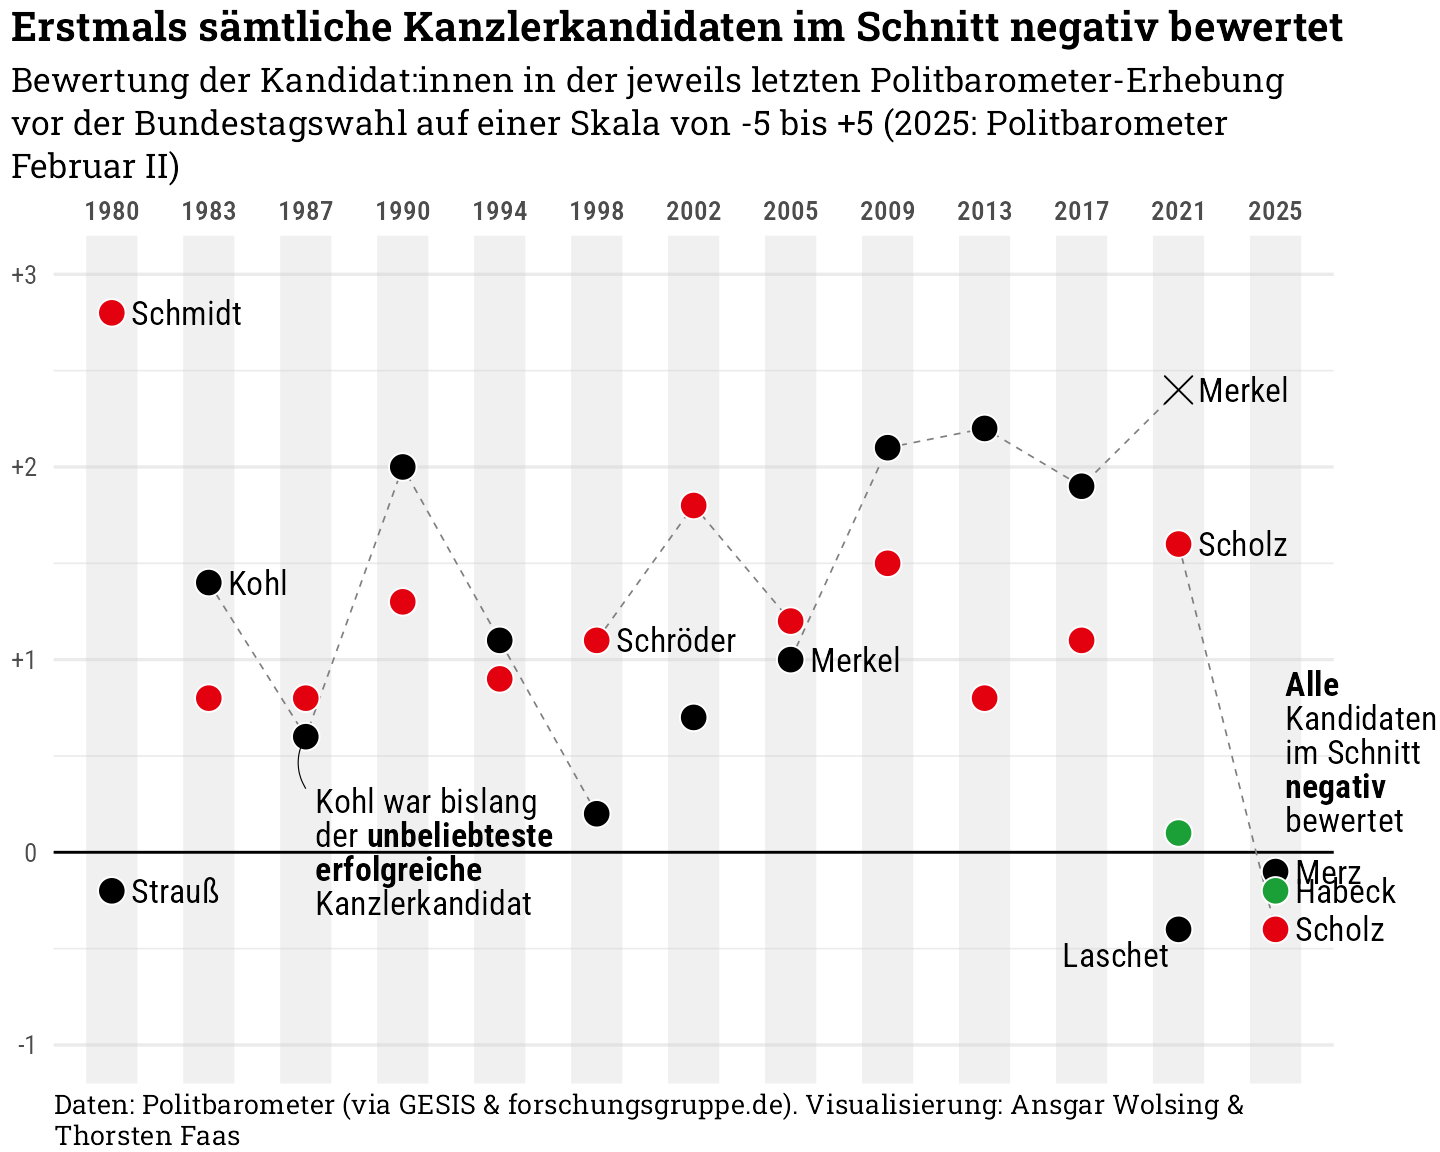 Erstmals sämtliche Kanzlerkandidaten im Schnitt negativ bewertet
Bewertung der Kandidat:innen in der jeweils letzten Politbarometer-Erhebung
vor der Bundestagswahl auf einer Skala von -5 bis +5 (2025: Politbarometer
Februar II)
1980 1983 1987 1990 1994 1998 2002 2005 2009 2013 2017 2021 2025
+3
Schmidt
Merkel
+2
Scholz
Kohl
Schröder
+1
Merkel
Alle
Kandidaten
im Schnitt
negativ
bewertet
Kohl war bislang
der unbeliebteste
erfolgreiche
Kanzlerkandidat
0
Strauß
Merz
Habeck
Scholz
Laschet
-1
Daten: Politbarometer (via GESIS & forschungsgruppe.de). Visualisierung: Ansgar Wolsing &
Thorsten Faas